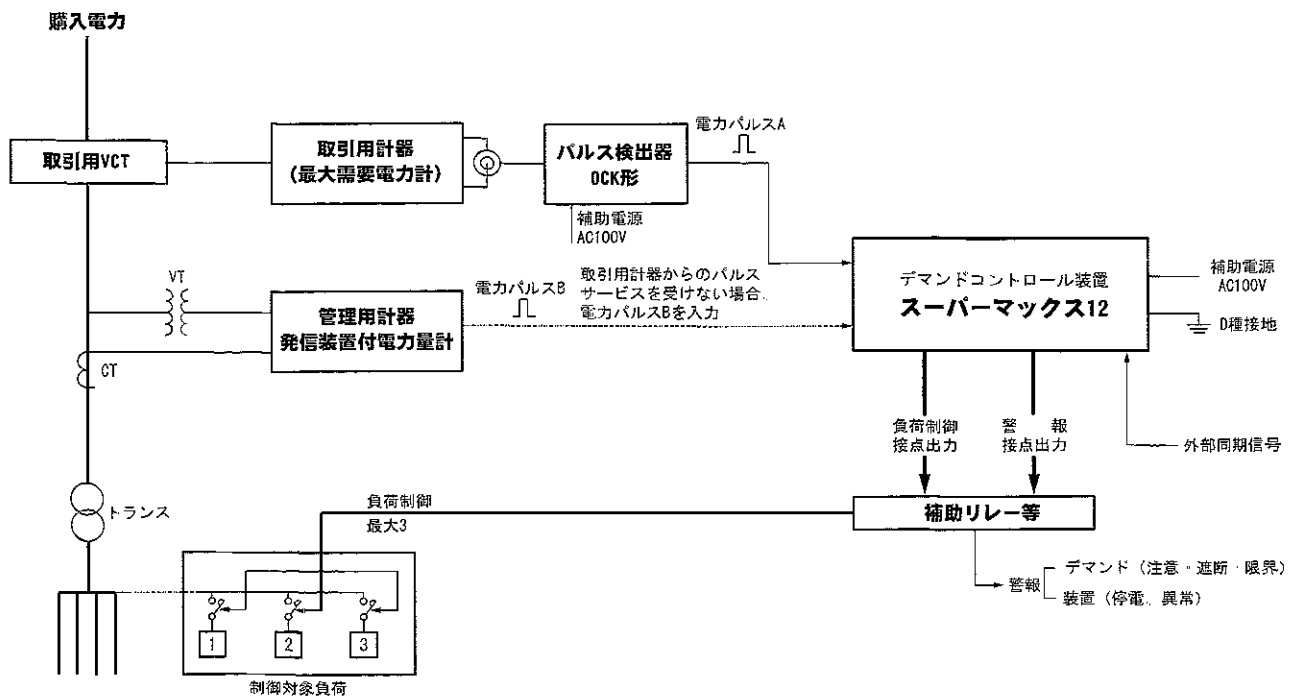 購入電力
取引用VCT
取引用計器
(最大需要電力計)
パルス検出器
OCK形
電力パルスA
補助電源
AC100V
VT
CT
管理用計器
発信装置付電力量計
電力パルスB
取引用計器からのパルス
サービスを受けない場合、
電力パルスBを入力
デマンドコントロール装置
スーパーマックス12
補助電源
AC100V
D種接地
負荷制御
接点出力
警　報
接点出力
外部同期信号
トランス
負荷制御
最大3
補助リレー等
警報
デマンド（注意・遮断・限界）
装置（停電、異常）
1
2
3
制御対象負荷